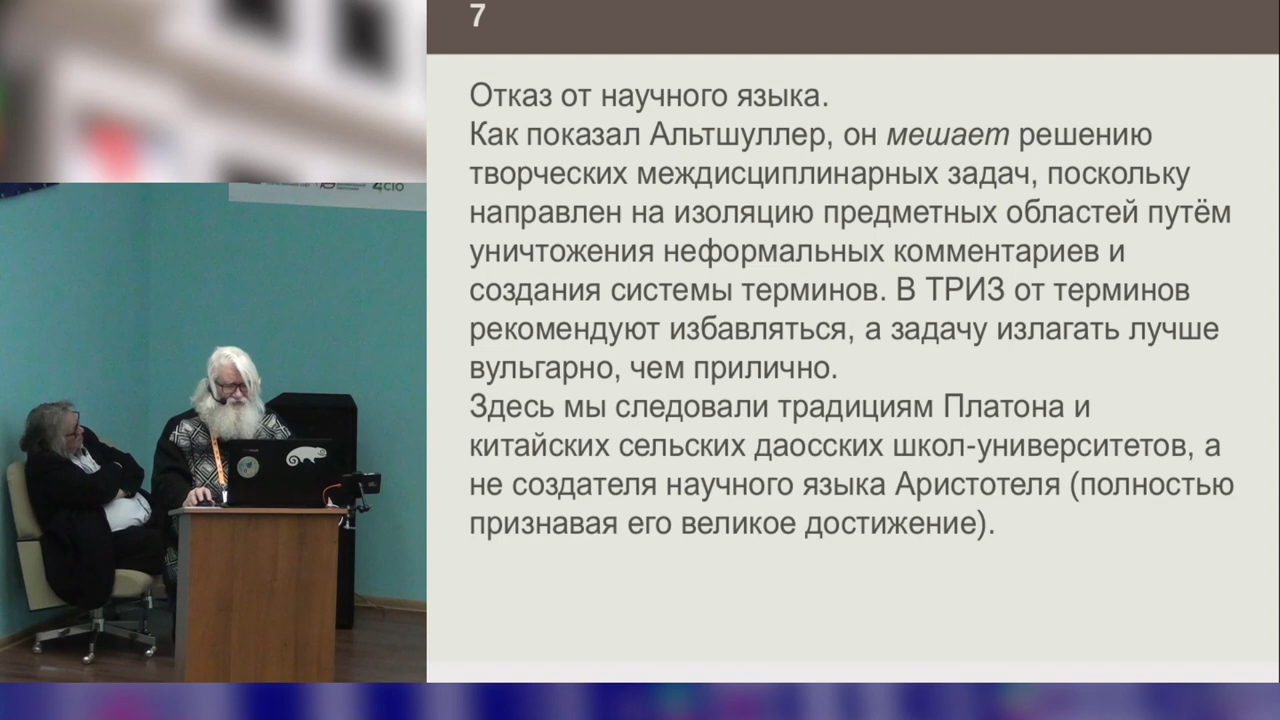 7
Отказ от научного языка.
Как показал Альтшуллер, он мешает решению
творческих междисциплинарных задач, поскольку
направлен на изоляцию предметных областей путём
уничтожения неформальных комментариев и
создания системы терминов. В ТРИЗ от терминов
рекомендуют избавляться, а задачу излагать лучше
вульгарно, чем прилично.
Здесь мы следовали традициям Платона и
китайских сельских даосских школ-университетов, а
не создателя научного языка Аристотеля (полностью
признавая его великое достижение).
4CIO